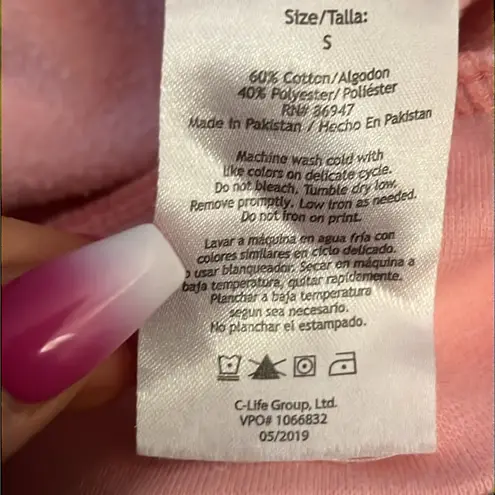 Size/Talla:
S
60% Cotton/Algodon
40% Polyester/ Poliéster
RN# 36947
Made In Pakistan / Hecho En Pakistan
Machine wash cold with
like colors on delicate cycle.
Do not bleach. Tumble dry low.
Remove promptly. Low iron as needed.
Do not iron on print.
Lavar a máquina en agua fría con
colores similares en ciclo delicado.
usar blanqueador. Secar en máquina a
baja temperatura, quitar rapidamente.
Planchar a baja temperatura
segun sea necesario.
No planchar el estampado.
C-Life Group, Ltd.
VPO# 1066832
05/2019